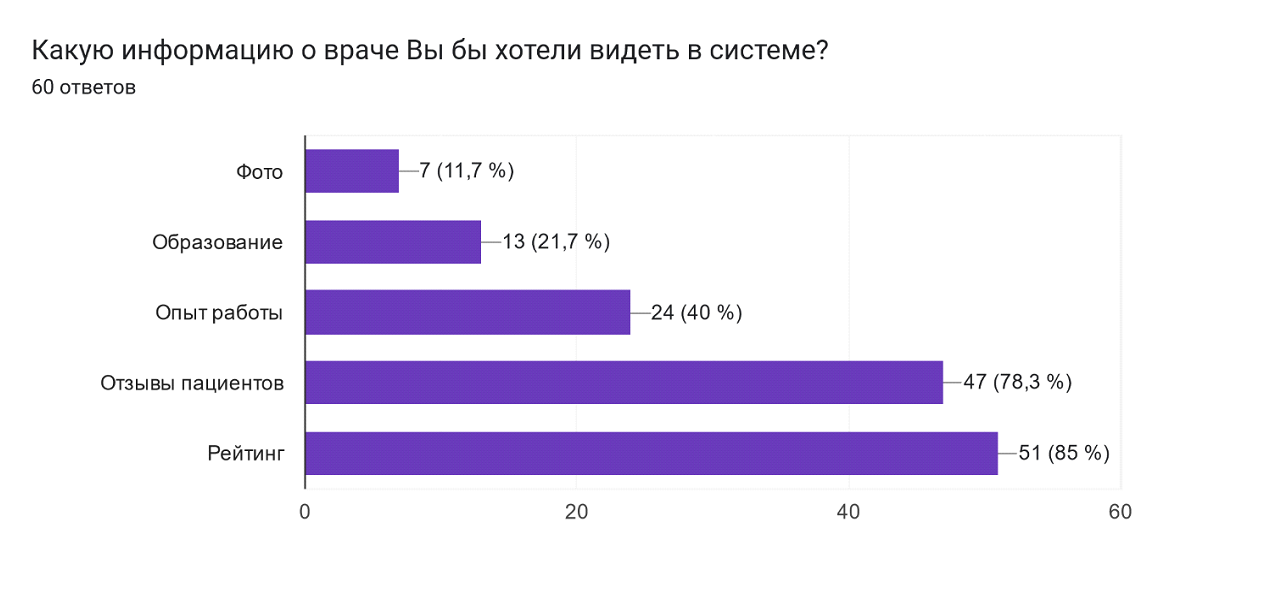 Какую информацию о враче Вы бы хотели видеть в системе?
60 ответов
Фото 7 (11,7 %)
Образование 13 (21,7 %)
Опыт работы 24 (40 %)
Отзывы пациентов 47 (78,3 %)
Рейтинг 51 (85 %)
0 20 40 60